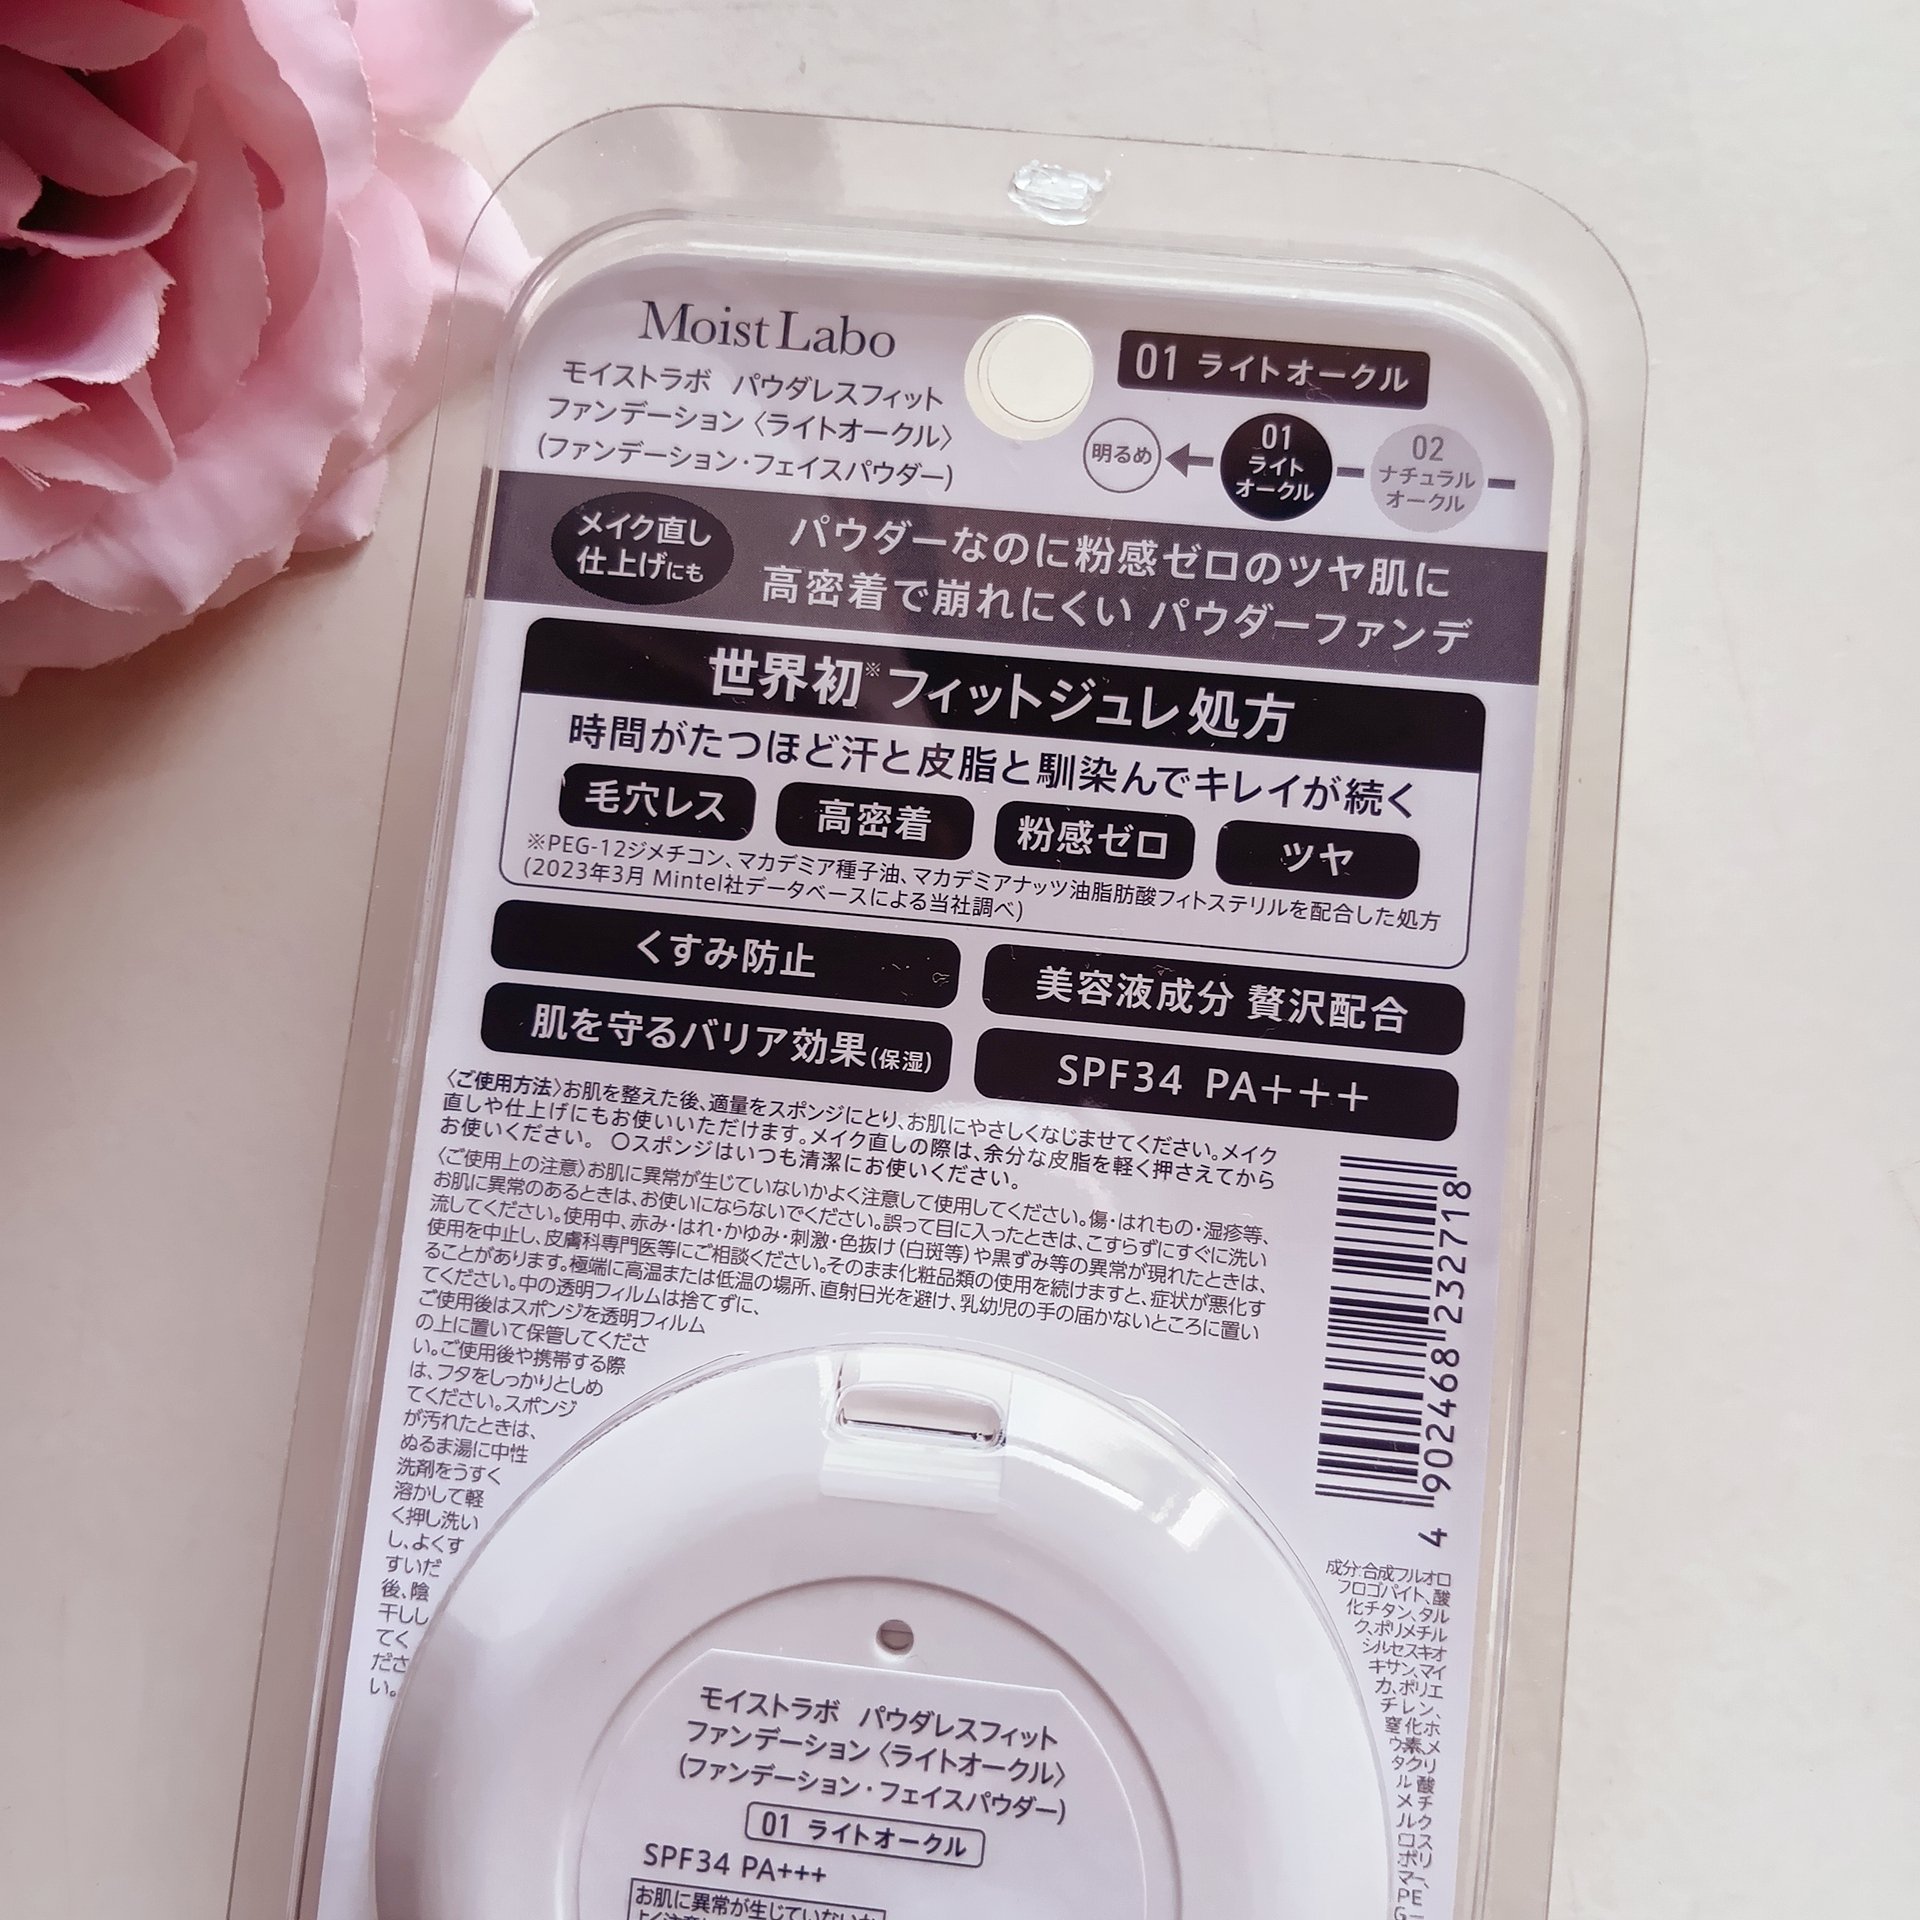 Moist Labo
モイストラボ パウダレスフィット
ファンデーション〈ライトオークル〉
(ファンデーション・フェイスパウダー)
01 ライトオークル
明るめ
01
ライト
オークル
02
ナチュラル
オークル
メイク直し
仕上げにも
パウダーなのに粉感ゼロのツヤ肌に
高密着で崩れにくい パウダーファンデ
世界初※フィットジュレ処方
時間がたつほど汗と皮脂と馴染んでキレイが続く
毛穴レス
高密着
粉感ゼロ
ツヤ
※PEG-12ジメチコン、マカデミア種子油、マカデミアナッツ油脂肪酸フィトステリルを配合した処方
(2023年3月 Mintel社データベースによる当社調べ)
くすみ防止
美容液成分 贅沢配合
肌を守るバリア効果(保湿)
SPF34 PA+++
〈ご使用方法〉お肌を整えた後、適量をスポンジにとり、お肌にやさしくなじませてください。メイク
直しや仕上げにもお使いいただけます。メイク直しの際は、余分な皮脂を軽く押さえてから
お使いください。 ○スポンジはいつも清潔にお使いください。
〈ご使用上の注意〉お肌に異常が生じていないかよく注意して使用してください。傷・はれもの・湿疹等、
お肌に異常のあるときは、お使いにならないでください。誤って目に入ったときは、こすらずにすぐに洗い
流してください。使用中、赤み・はれ・かゆみ・刺激・色抜け(白斑等)や黒ずみ等の異常が現れたときは、
使用を中止し、皮膚科専門医等にご相談ください。そのまま化粧品類の使用を続けますと、症状が悪化す
ることがあります。極端に高温または低温の場所、直射日光を避け、乳幼児の手の届かないところに置い
てください。中の透明フィルムは捨てずに、
ご使用後はスポンジを透明フィルム
の上に置いて保管してくださ
い。ご使用後や携帯する際
は、フタをしっかりとしめ
てください。スポンジ
が汚れたときは、
ぬるま湯に中性
洗剤をうすく
溶かして軽
く押し洗い
し、よくす
すいだ
後、陰
干しし
てく
ださ
い。
4 902468 232718
成分:合成フルオロ
フロゴパイト、酸
化チタン、タル
ク、ポリメチル
シルセスキオ
キサン、マイ
カ、ポリエ
チレン、
窒化ホ
ウ素、メ
タクリ
ル酸
メチ
ルク
ロス
ポリ
マー、
PE
G-
モイストラボ パウダレスフィット
ファンデーション〈ライトオークル〉
(ファンデーション・フェイスパウダー)
01 ライトオークル
SPF34 PA+++
お肌に異常が生じていないか